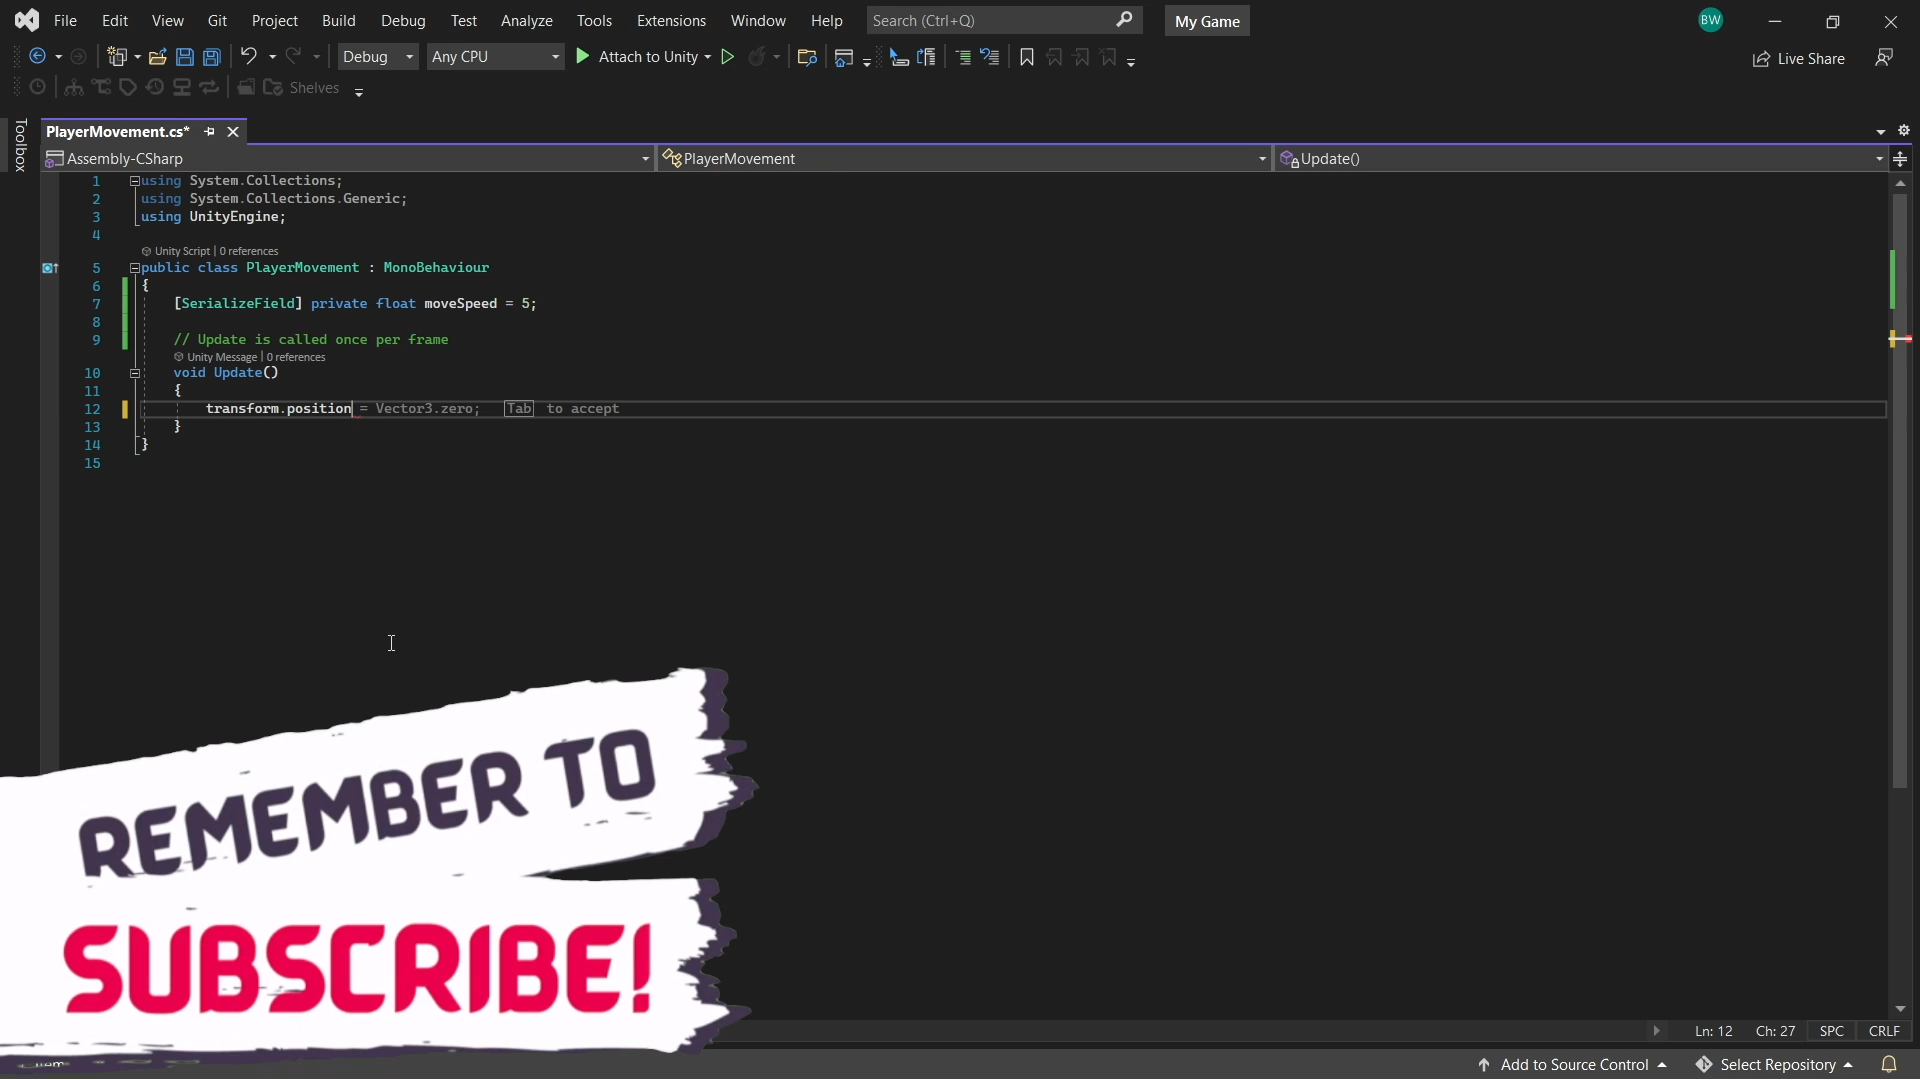 File Edit View Git Project Build Debug Test Analyze Tools Extensions Window Help Search (Ctrl+Q) My Game BW
Debug Any CPU Attach to Unity Live Share
Shelves
Toolbox
PlayerMovement.cs*
Assembly-CSharp PlayerMovement Update()
1 using System.Collections;
2 using System.Collections.Generic;
3 using UnityEngine;
4
Unity Script | 0 references
5 public class PlayerMovement : MonoBehaviour
6 {
7 [SerializeField] private float moveSpeed = 5;
8
9 // Update is called once per frame
Unity Message | 0 references
10 void Update()
11 {
12 transform.position = Vector3.zero; Tab to accept
13 }
14 }
15
REMEMBER TO
SUBSCRIBE!
Ln: 12 Ch: 27 SPC CRLF
Add to Source Control Select Repository